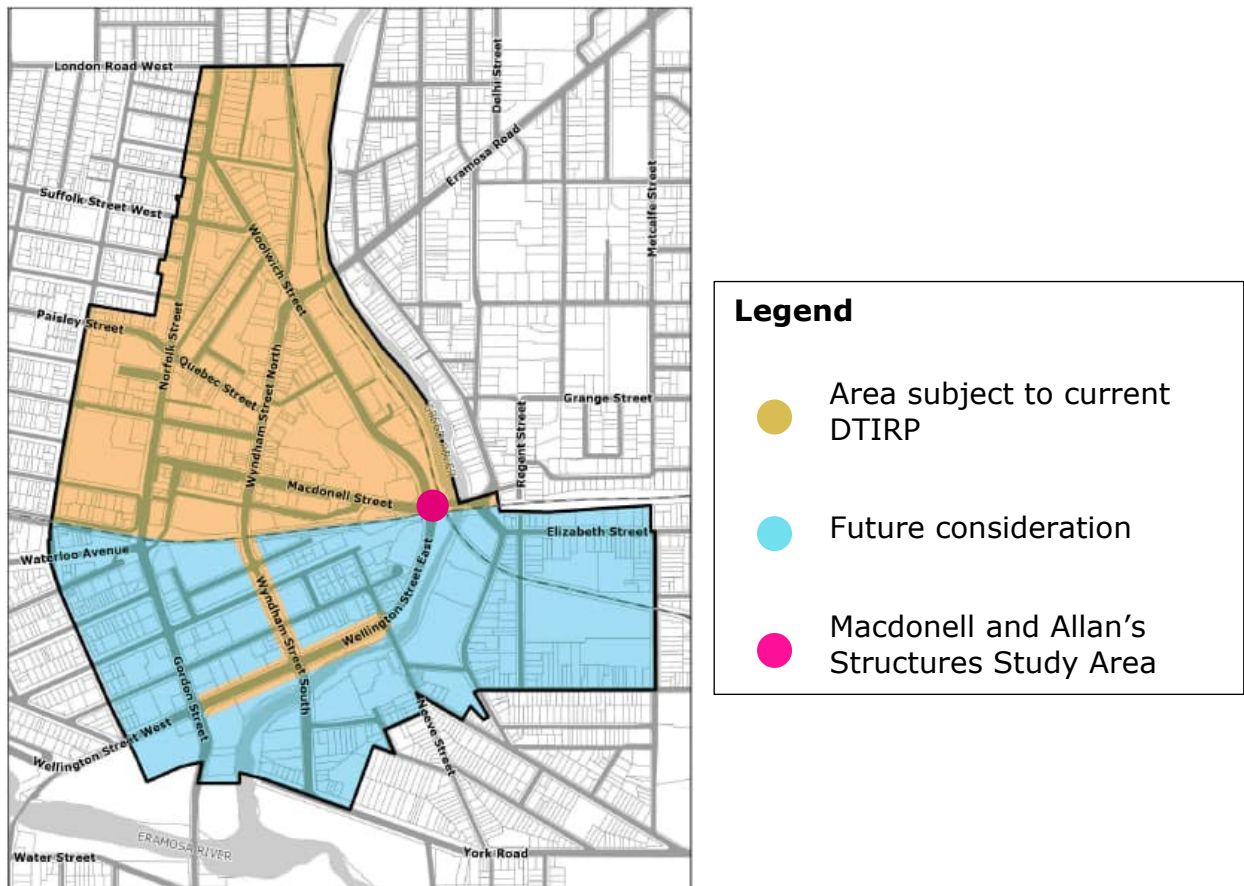 London Road West
Delhi Street
Eramosa Road
Metcalfe Street
Suffolk Street West
Woolwich Street
Paisley Street
Norfolk Street
Quebec Street
Wyndham Street North
Grange Street
Regent Street
Macdonell Street
Elizabeth Street
Waterloo Avenue
Wyndham Street South
Wellington Street East
Gordon Street
Wellington Street West
Neeve Street
ERAMOSA RIVER
Water Street
York Road
Legend
Area subject to current
DTIRP
Future consideration
Macdonell and Allan’s
Structures Study Area